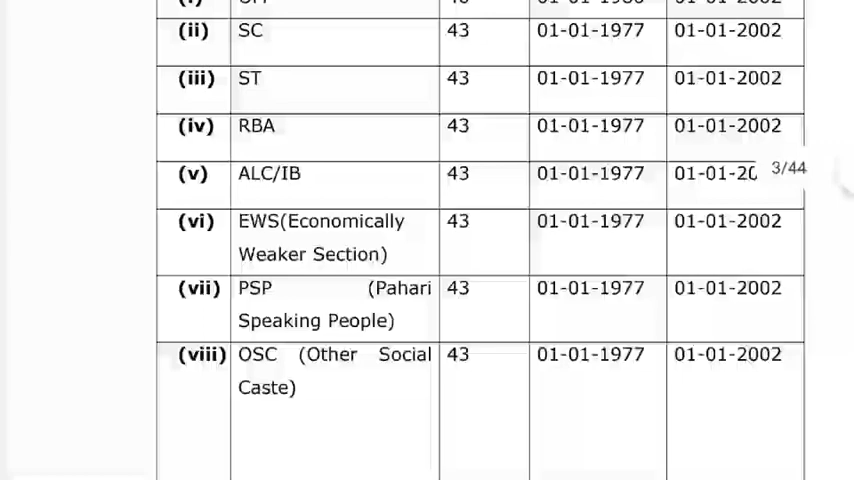 (ii) SC 43 01-01-1977 01-01-2002
(iii) ST 43 01-01-1977 01-01-2002
(iv) RBA 43 01-01-1977 01-01-2002
(v) ALC/IB 43 01-01-1977 01-01-20
3/44
(vi) EWS(Economically 43 01-01-1977 01-01-2002
Weaker Section)
(vii) PSP (Pahari 43 01-01-1977 01-01-2002
Speaking People)
(viii) OSC (Other Social 43 01-01-1977 01-01-2002
Caste)